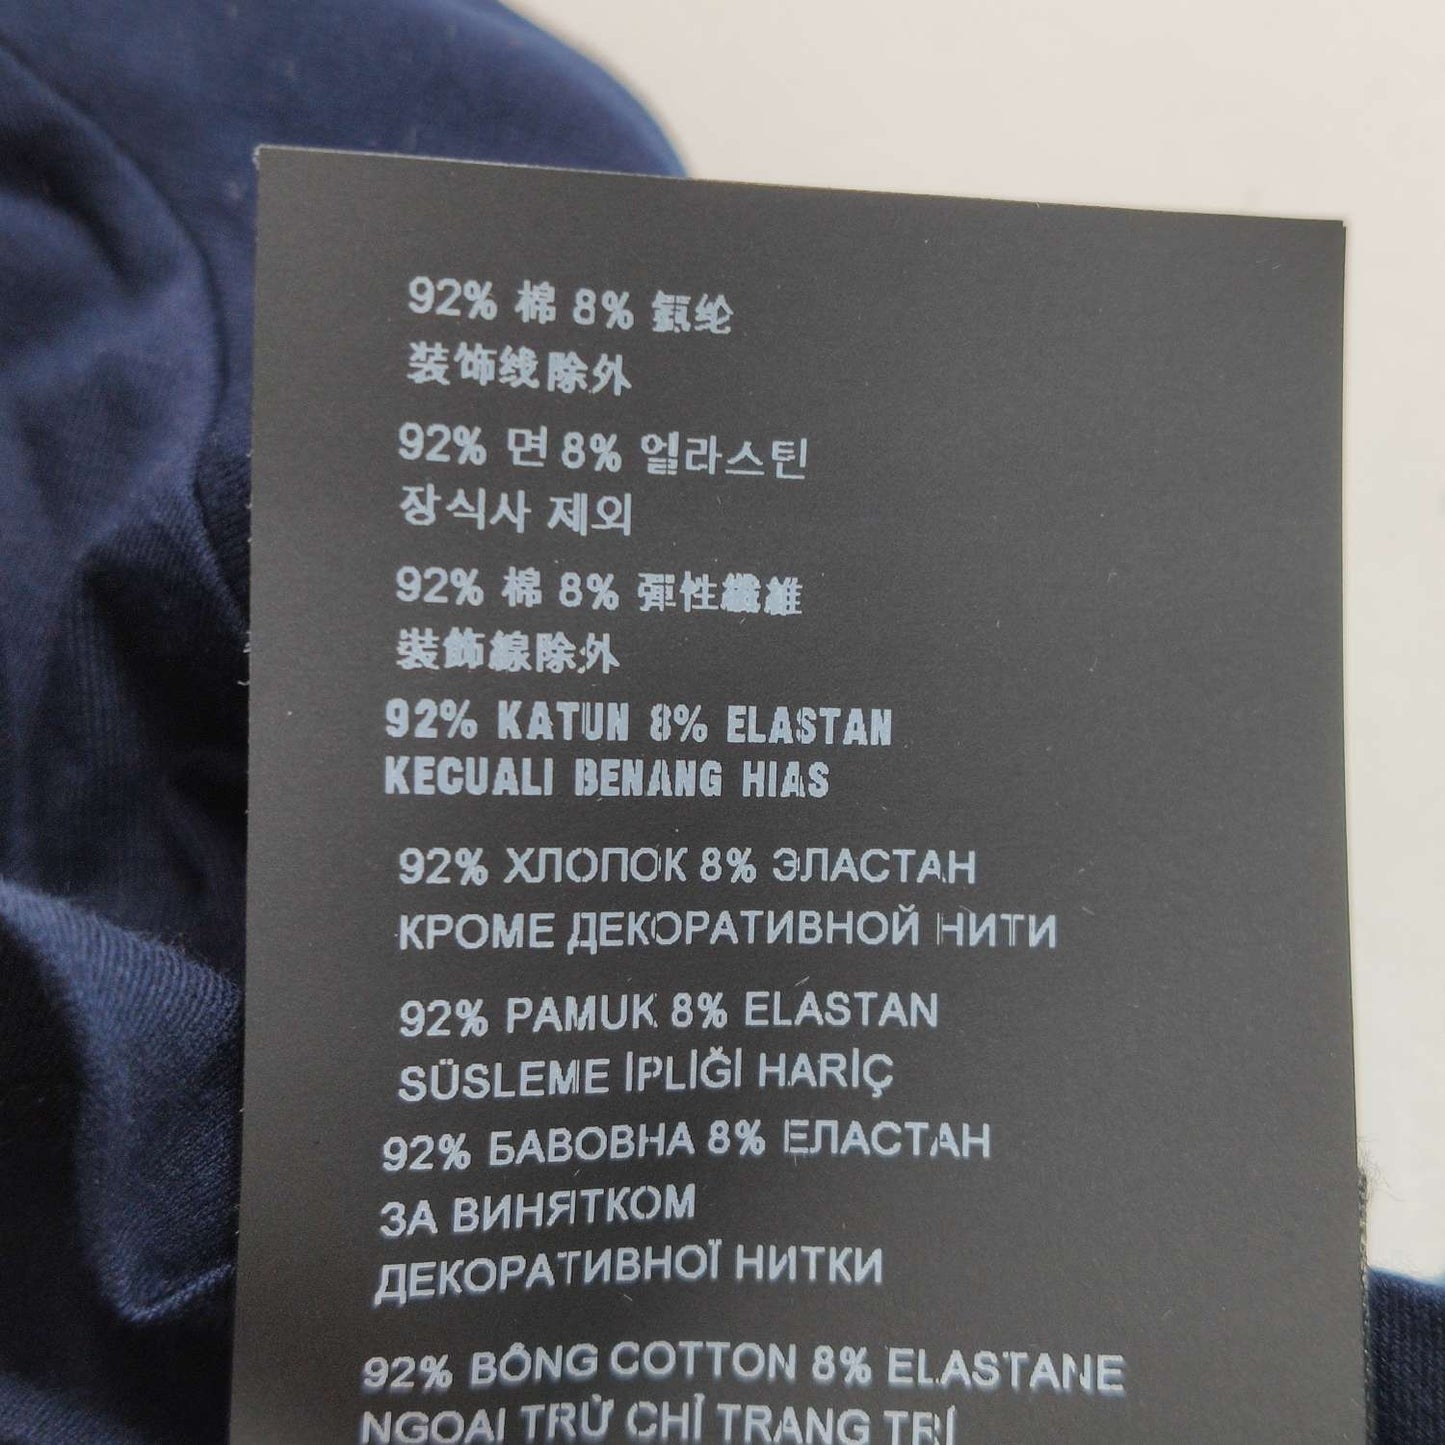 92% 棉 8% 氨纶
装饰线除外
92% 면 8% 엘라스틴
장식사 제외
92% 棉 8% 彈性纖維
裝飾線除外
92% KATUN 8% ELASTAN
KECUALI BENANG HIAS
92% ХЛОПОК 8% ЭЛАСТАН
КРОМЕ ДЕКОРАТИВНОЙ НИТИ
92% PAMUK 8% ELASTAN
SÜSLEME İPLİĞİ HARİÇ
92% БАВОВНА 8% ЕЛАСТАН
ЗА ВИНЯТКОМ
ДЕКОРАТИВНОЇ НИТКИ
92% BÔNG COTTON 8% ELASTANE
NGOẠI TRỪ CHỈ TRANG TRÍ